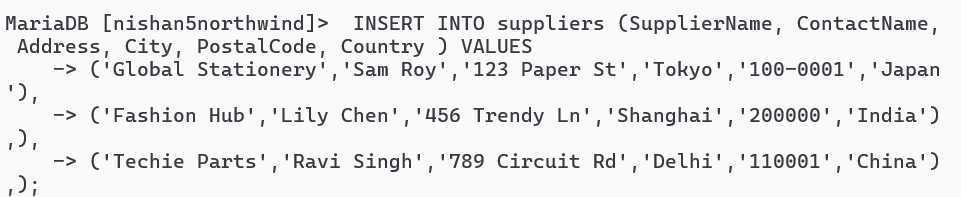 MariaDB [nishan5northwind]>  INSERT INTO suppliers (SupplierName, ContactName,
 Address, City, PostalCode, Country ) VALUES
    -> ('Global Stationery','Sam Roy','123 Paper St','Tokyo','100-0001','Japan
'),
    -> ('Fashion Hub','Lily Chen','456 Trendy Ln','Shanghai','200000','India')
,),
    -> ('Techie Parts','Ravi Singh','789 Circuit Rd','Delhi','110001','China')
,);